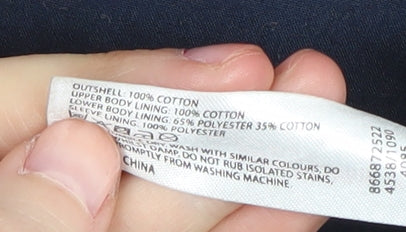 OUTSHELL: 100% COTTON
UPPER BODY LINING: 100% COTTON
LOWER BODY LINING: 65% POLYESTER 35% COTTON
SLEEVE LINING: 100% POLYESTER
WASH WITH SIMILAR COLOURS, DO
DAMP. DO NOT RUB ISOLATED STAINS,
PROMPTLY FROM WASHING MACHINE.
CHINA
866872522
4538/1090